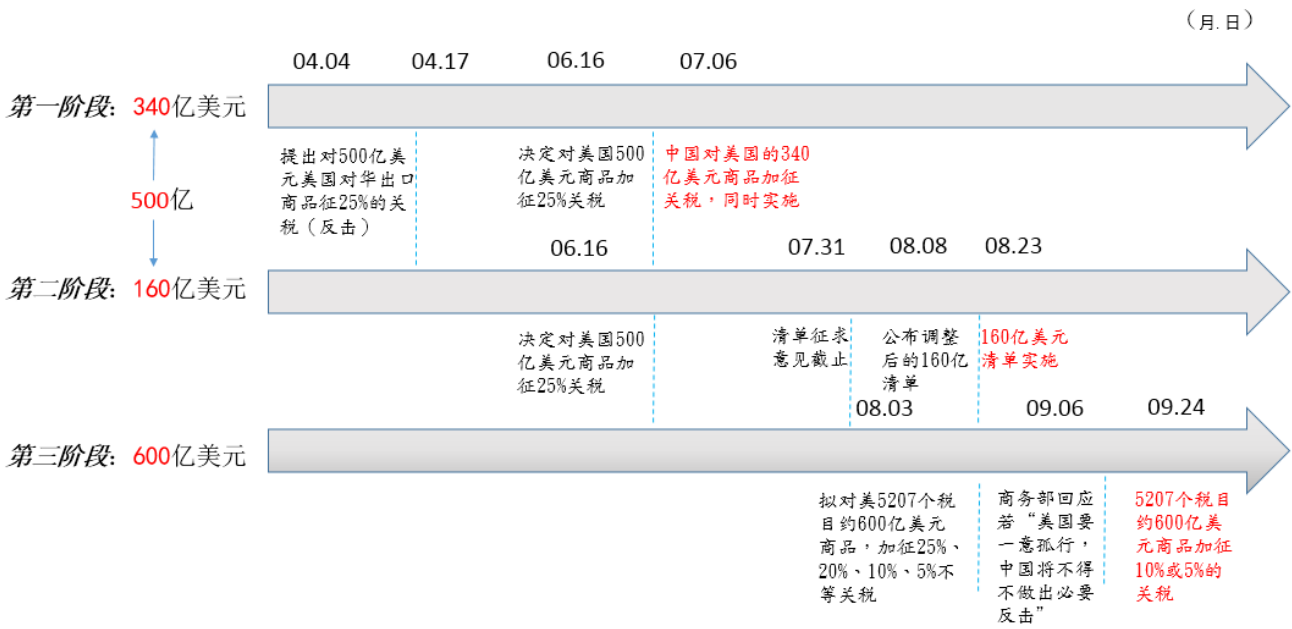 （月.日）
04.04
04.17
06.16
07.06
第一阶段：340亿美元
提出对500亿美
元美国对华出口
商品征25%的关
税（反击）
决定对美国500
亿美元商品加
征25%关税
中国对美国的340
亿美元商品加征
关税，同时实施
500亿
06.16
07.31
08.08
08.23
第二阶段：160亿美元
决定对美国500
亿美元商品加
征25%关税
清单征求
意见截止
公布调整
后的160亿
清单
160亿美元
清单实施
08.03
09.06
09.24
第三阶段：600亿美元
拟对美5207个税
目约600亿美元
商品，加征25%、
20%、10%、5%不
等关税
商务部回应
若“美国要
一意孤行，
中国将不得
不做出必要
反击”
5207个税目
约600亿美
元商品加征
10%或5%的
关税